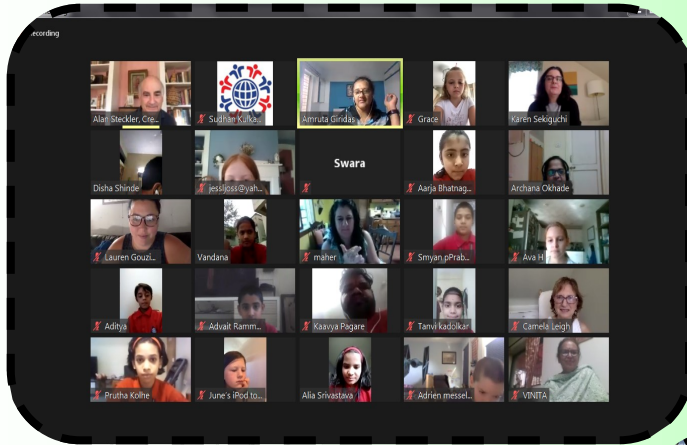 ecording
Alan Steckler, Cre...
Sudhan Kulka...
Amruta Giridas
Grace
Karen Sekiguchi
Disha Shinde
jessljoss@yah...
Swara
Aarja Bhatnag...
Archana Okhade
Lauren Gouzi...
Vandana
maher
Smyan.pPrab...
Ava H
Aditya
Advait Ramm...
Kaavya Pagare
Tanvi kadolkar
Camela Leigh
Prutha Kolhe
June's iPod to...
Alia Srivastava
Adrien messel...
VINITA